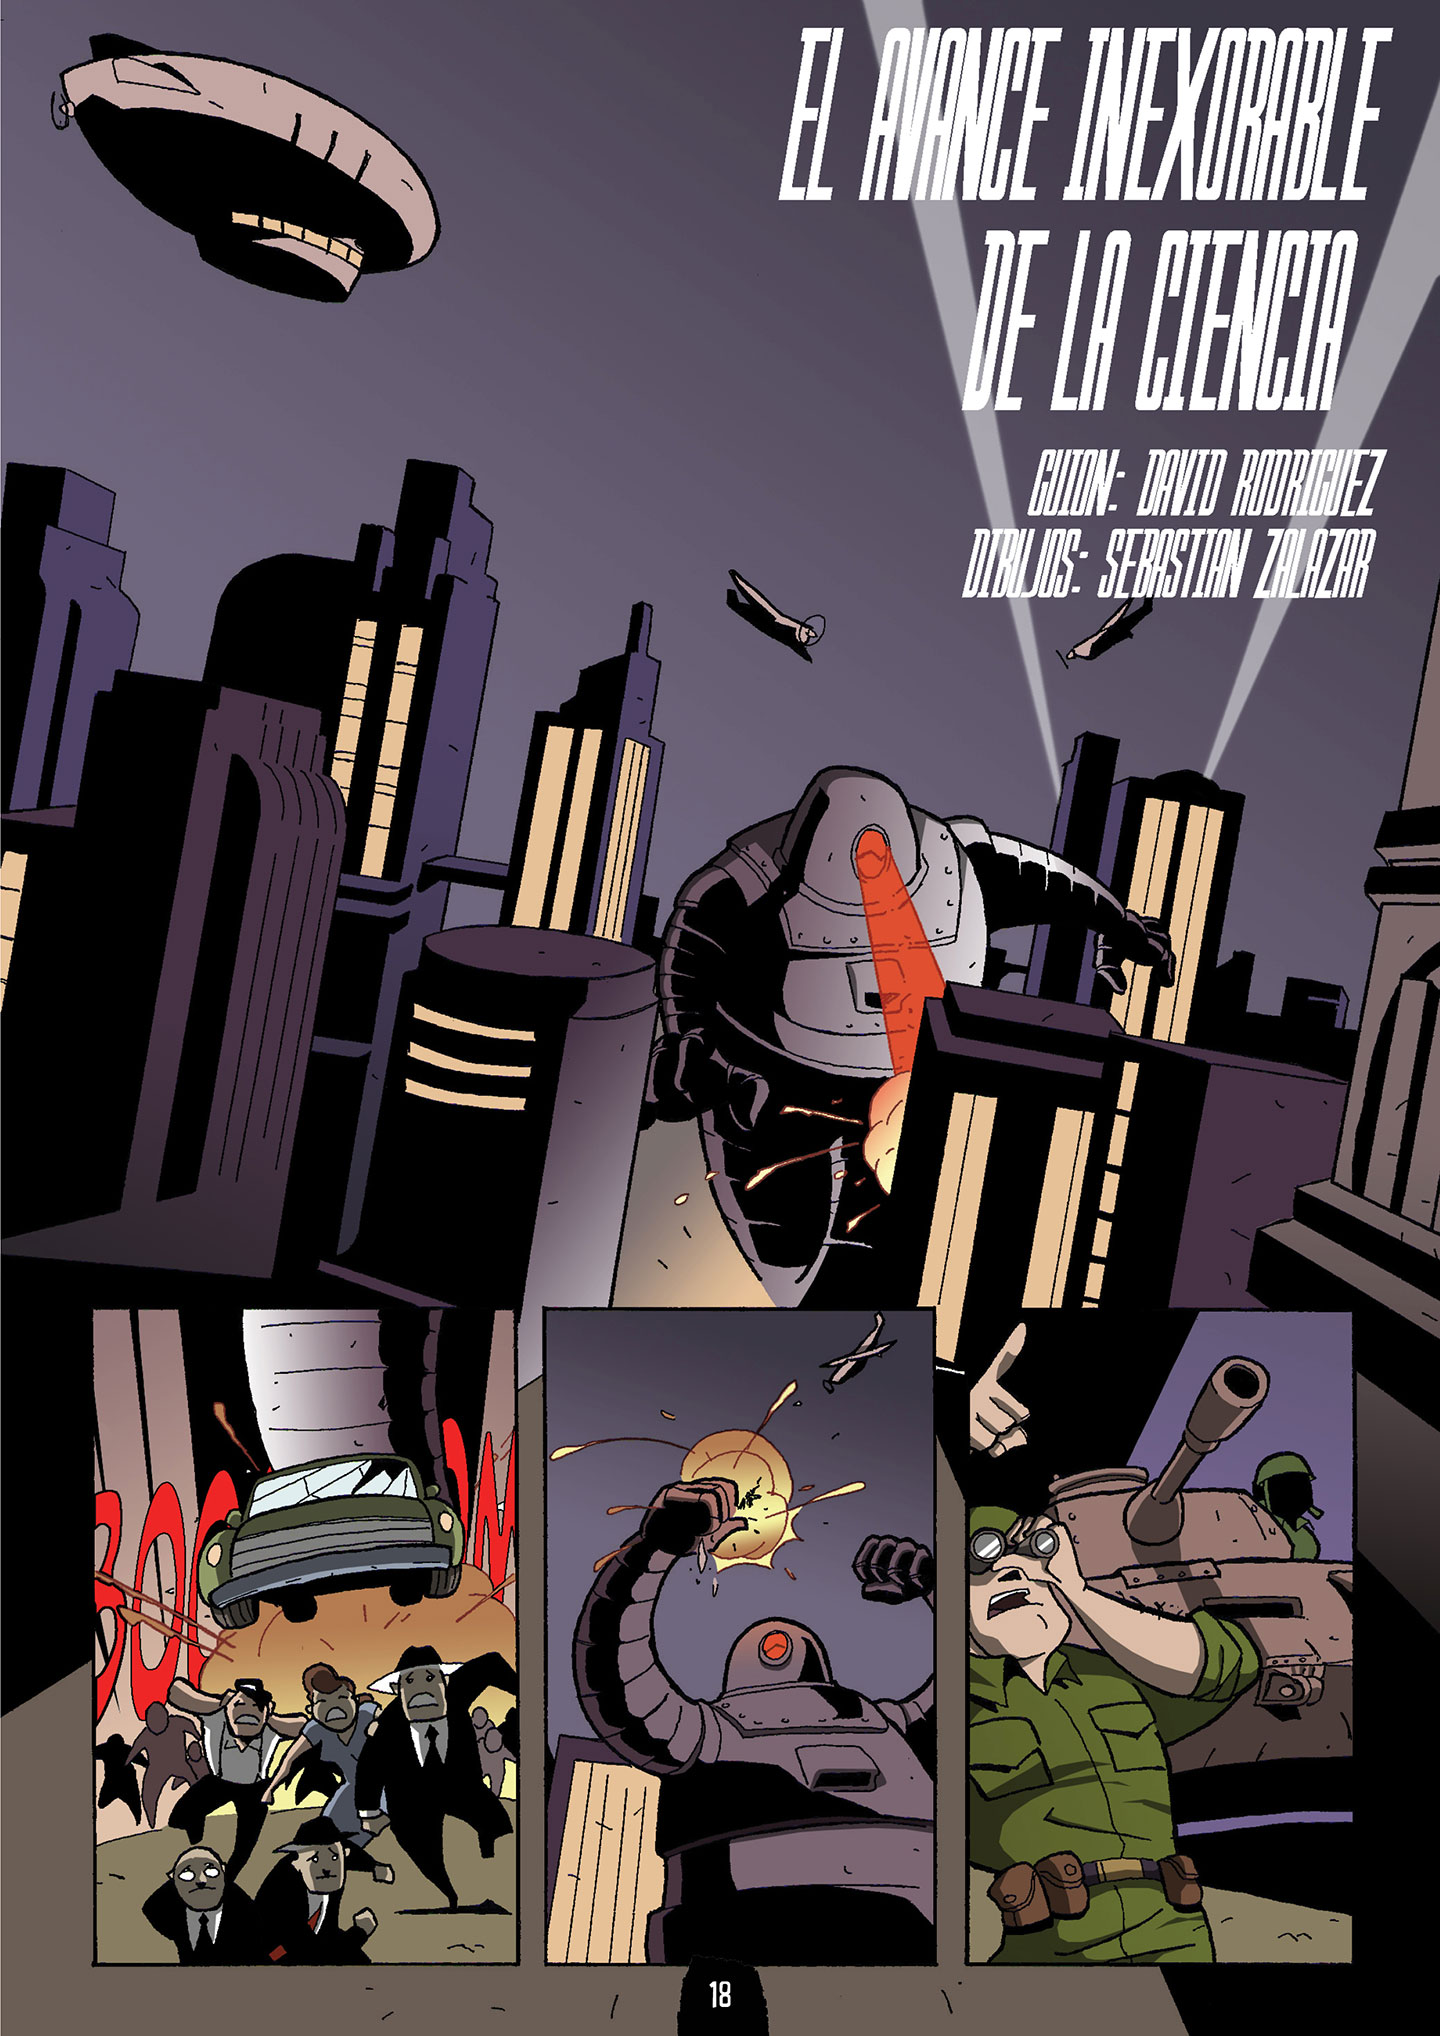 EL AVANCE INEXORABLE
DE LA CIENCIA
GUION: DAVID RODRIGUEZ
DIBUJOS: SEBASTIAN ZALAZAR
18